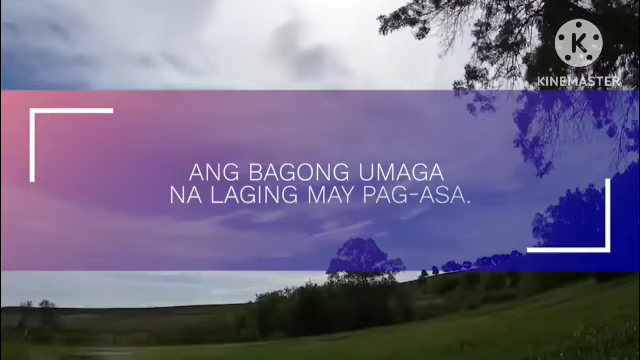 KINEMASTER
ANG BAGONG UMAGA
NA LAGING MAY PAG-ASA.